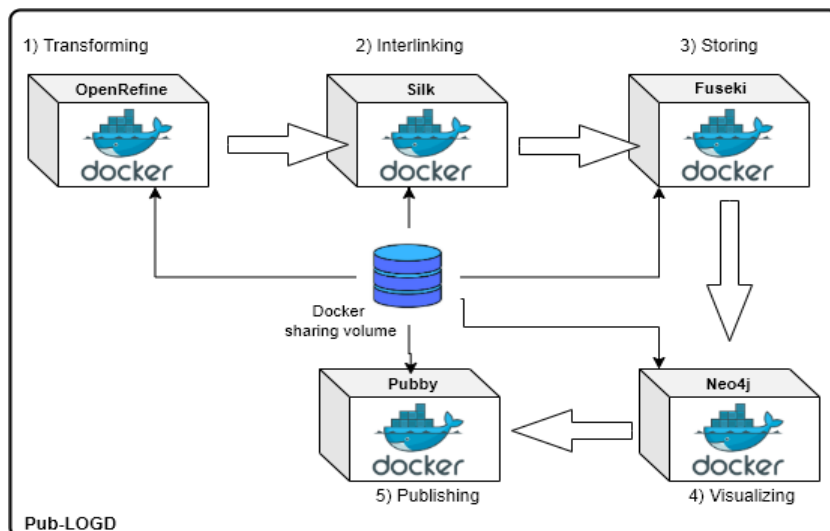 1) Transforming
2) Interlinking
3) Storing
OpenRefine
Silk
Fuseki
docker
docker
docker
Docker
sharing volume
Pubby
Neo4j
docker
docker
5) Publishing
4) Visualizing
Pub-LOGD